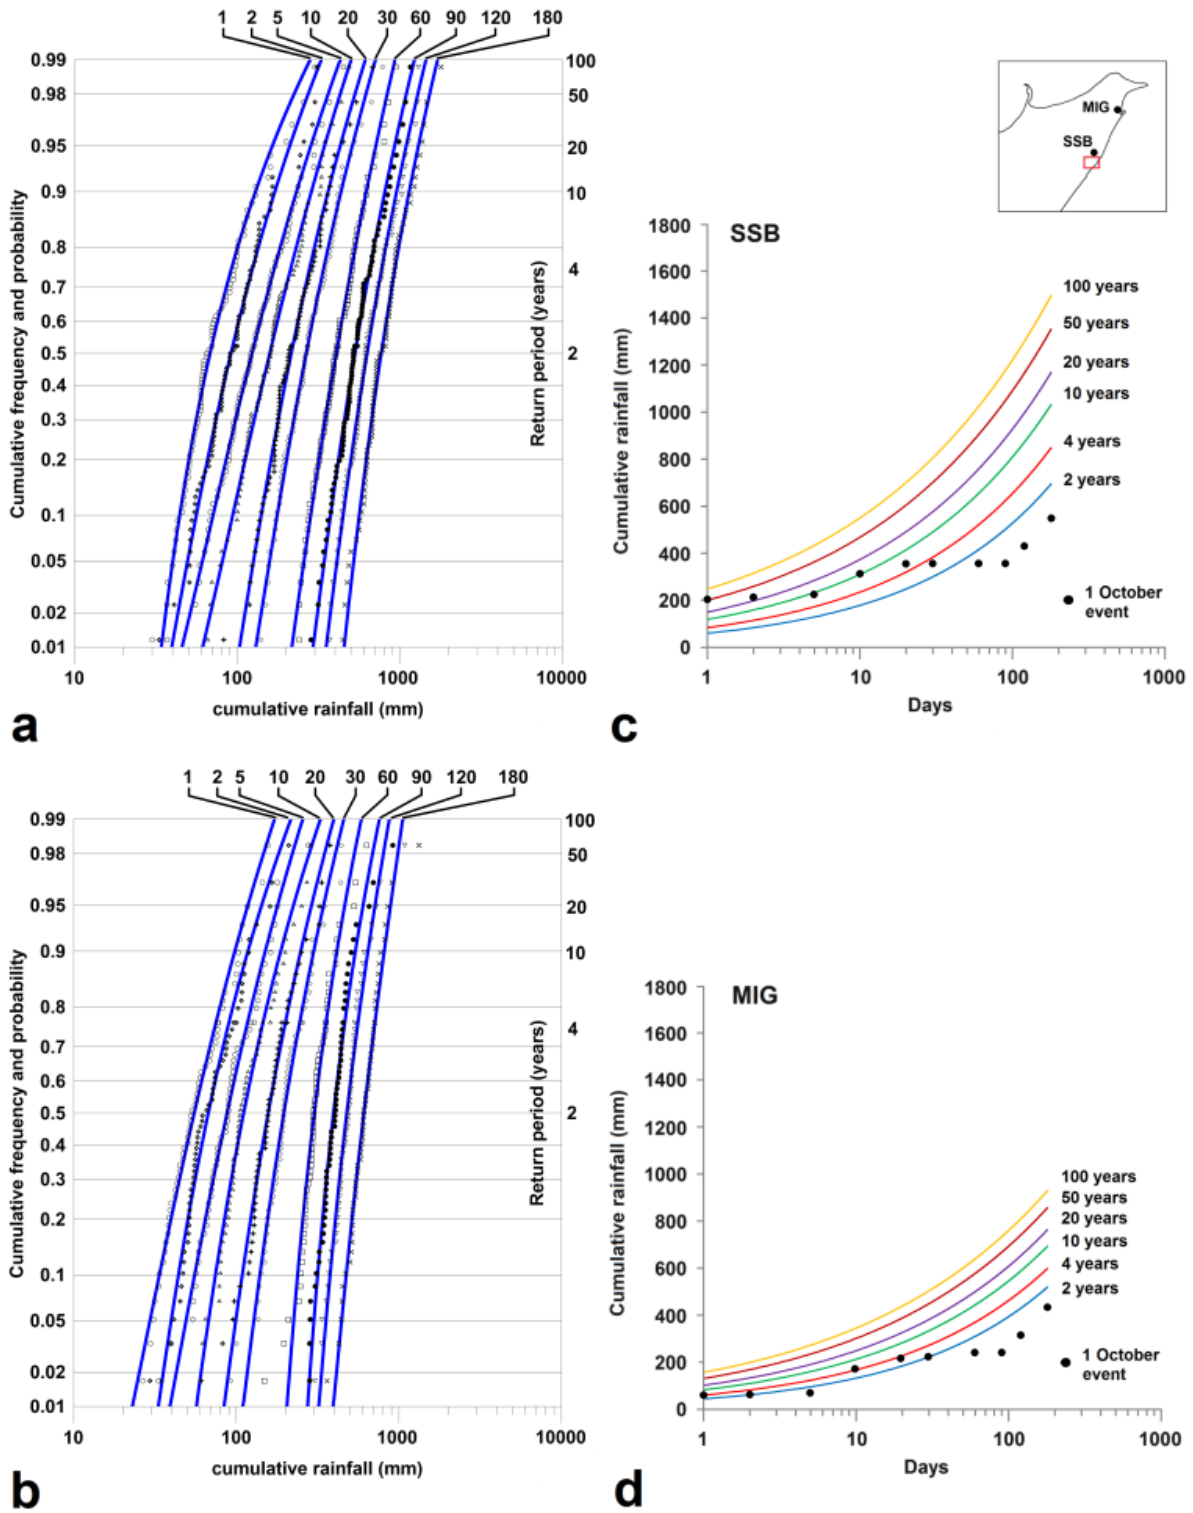 1 2 5 10 20 30 60 90 120 180
0.99
0.98
0.95
0.9
0.8
0.7
0.6
0.5
0.4
0.3
0.2
0.1
0.05
0.02
0.01
Cumulative frequency and probability
100
50
20
10
4
2
Return period (years)
10 100 1000 10000
cumulative rainfall (mm)
a
MIG
SSB
SSB
1800
1600
1400
1200
1000
800
600
400
200
0
Cumulative rainfall (mm)
100 years
50 years
20 years
10 years
4 years
2 years
1 October
event
1 10 100 1000
Days
c
1 2 5 10 20 30 60 90 120 180
0.99
0.98
0.95
0.9
0.8
0.7
0.6
0.5
0.4
0.3
0.2
0.1
0.05
0.02
0.01
Cumulative frequency and probability
100
50
20
10
4
2
Return period (years)
10 100 1000 10000
cumulative rainfall (mm)
b
MIG
1800
1600
1400
1200
1000
800
600
400
200
0
Cumulative rainfall (mm)
100 years
50 years
20 years
10 years
4 years
2 years
1 October
event
1 10 100 1000
Days
d